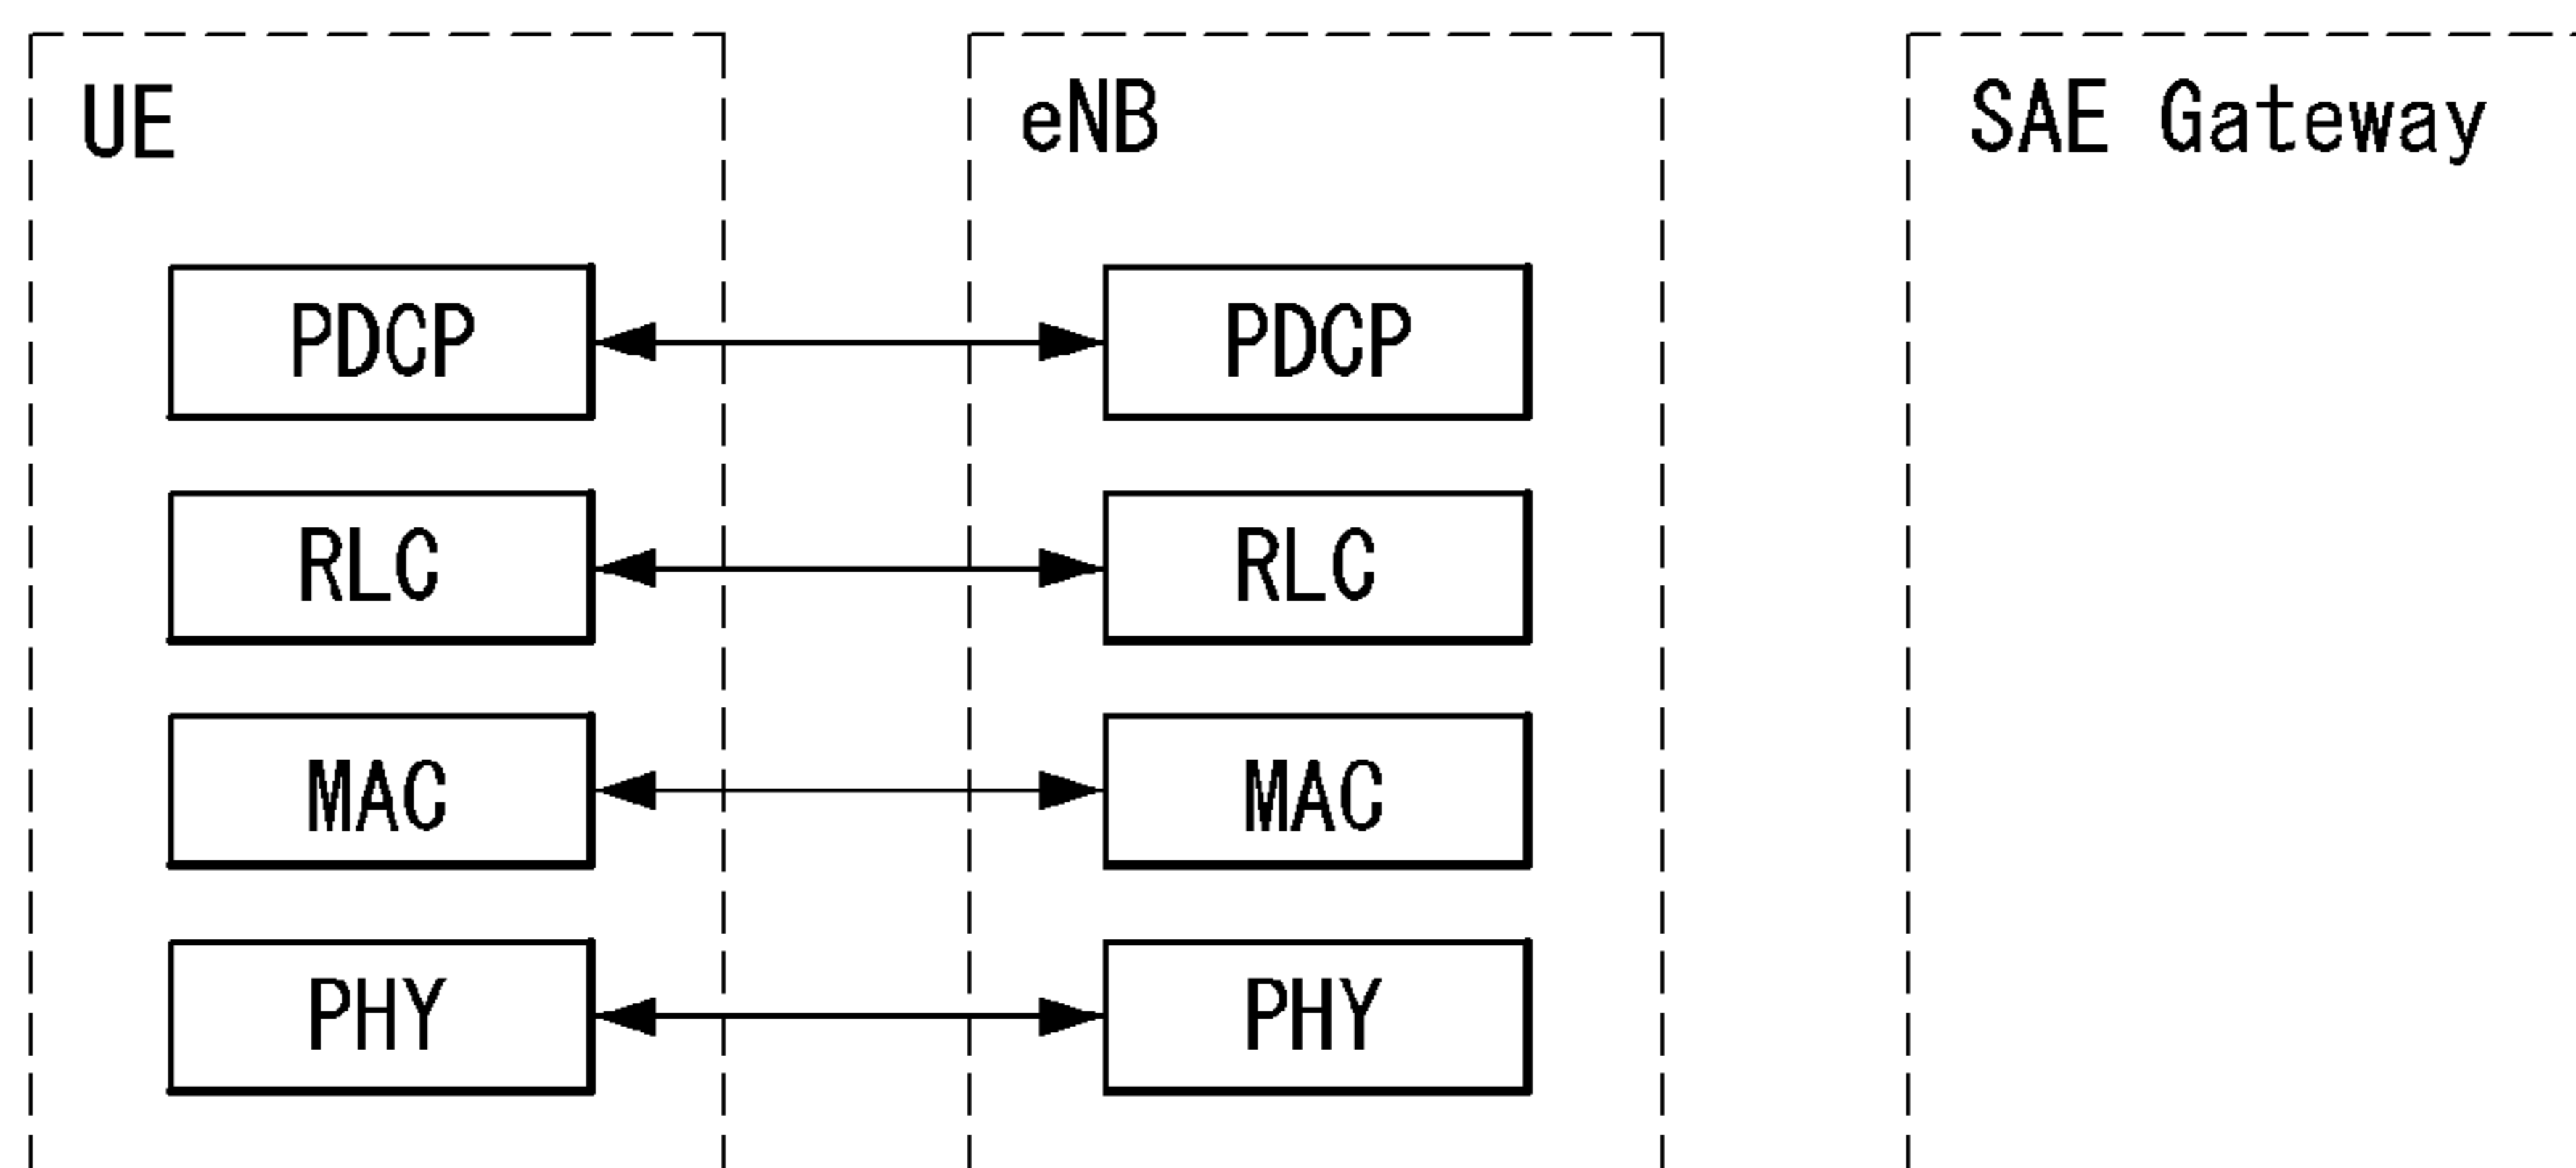 UE
eNB
SAE Gateway
PDCP
PDCP
RLC
RLC
MAC
MAC
PHY
PHY